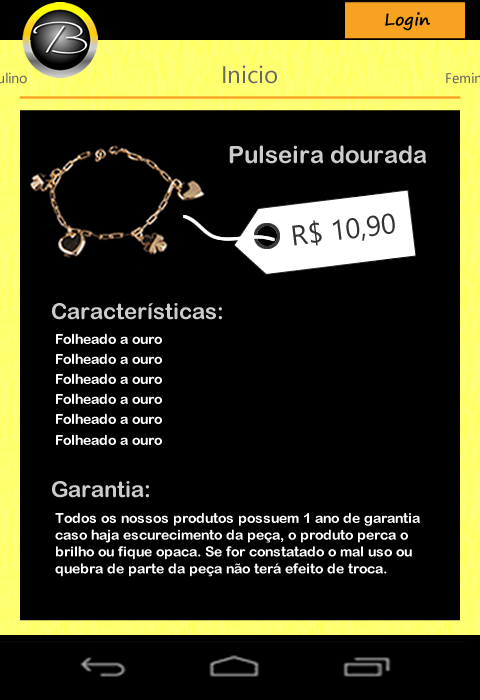 Login
B
ulino
Inicio
Femin
Pulseira dourada
R$ 10,90
Características:
Folheado a ouro
Folheado a ouro
Folheado a ouro
Folheado a ouro
Folheado a ouro
Folheado a ouro
Garantia:
Todos os nossos produtos possuem 1 ano de garantia
caso haja escurecimento da peça, o produto perca o
brilho ou fique opaca. Se for constatado o mal uso ou
quebra de parte da peça não terá efeito de troca.